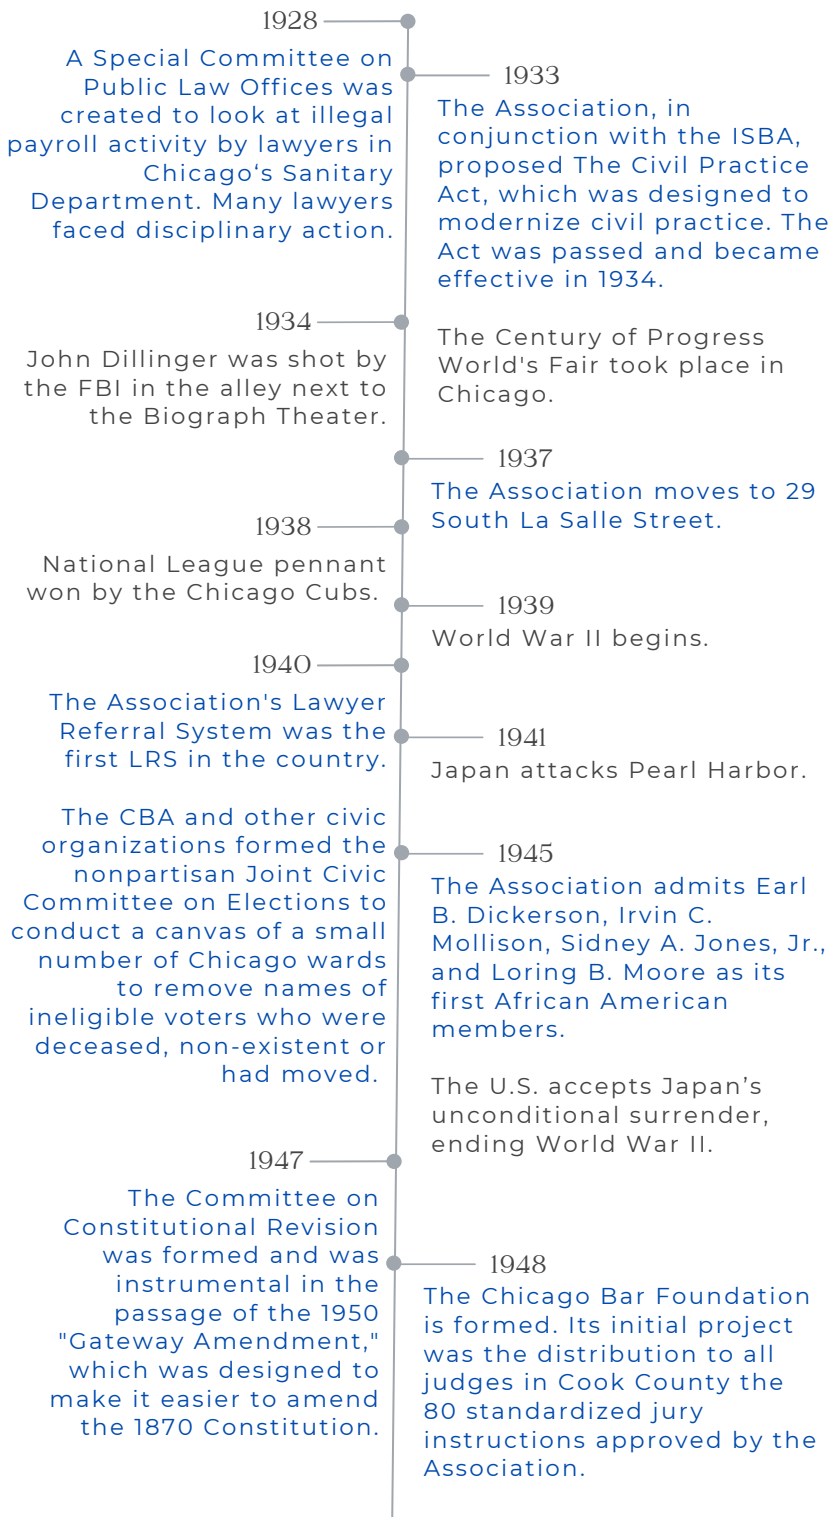 1928
A Special Committee on
Public Law Offices was
created to look at illegal
payroll activity by lawyers in
Chicago‘s Sanitary
Department. Many lawyers
faced disciplinary action.
1933
The Association, in
conjunction with the ISBA,
proposed The Civil Practice
Act, which was designed to
modernize civil practice. The
Act was passed and became
effective in 1934.
The Century of Progress
World's Fair took place in
Chicago.
1934
John Dillinger was shot by
the FBI in the alley next to
the Biograph Theater.
1937
The Association moves to 29
South La Salle Street.
1938
National League pennant
won by the Chicago Cubs.
1939
World War II begins.
1940
The Association's Lawyer
Referral System was the
first LRS in the country.
The CBA and other civic
organizations formed the
nonpartisan Joint Civic
Committee on Elections to
conduct a canvas of a small
number of Chicago wards
to remove names of
ineligible voters who were
deceased, non-existent or
had moved.
1941
Japan attacks Pearl Harbor.
1945
The Association admits Earl
B. Dickerson, Irvin C.
Mollison, Sidney A. Jones, Jr.,
and Loring B. Moore as its
first African American
members.
The U.S. accepts Japan’s
unconditional surrender,
ending World War II.
1947
The Committee on
Constitutional Revision
was formed and was
instrumental in the
passage of the 1950
"Gateway Amendment,"
which was designed to
make it easier to amend
the 1870 Constitution.
1948
The Chicago Bar Foundation
is formed. Its initial project
was the distribution to all
judges in Cook County the
80 standardized jury
instructions approved by the
Association.